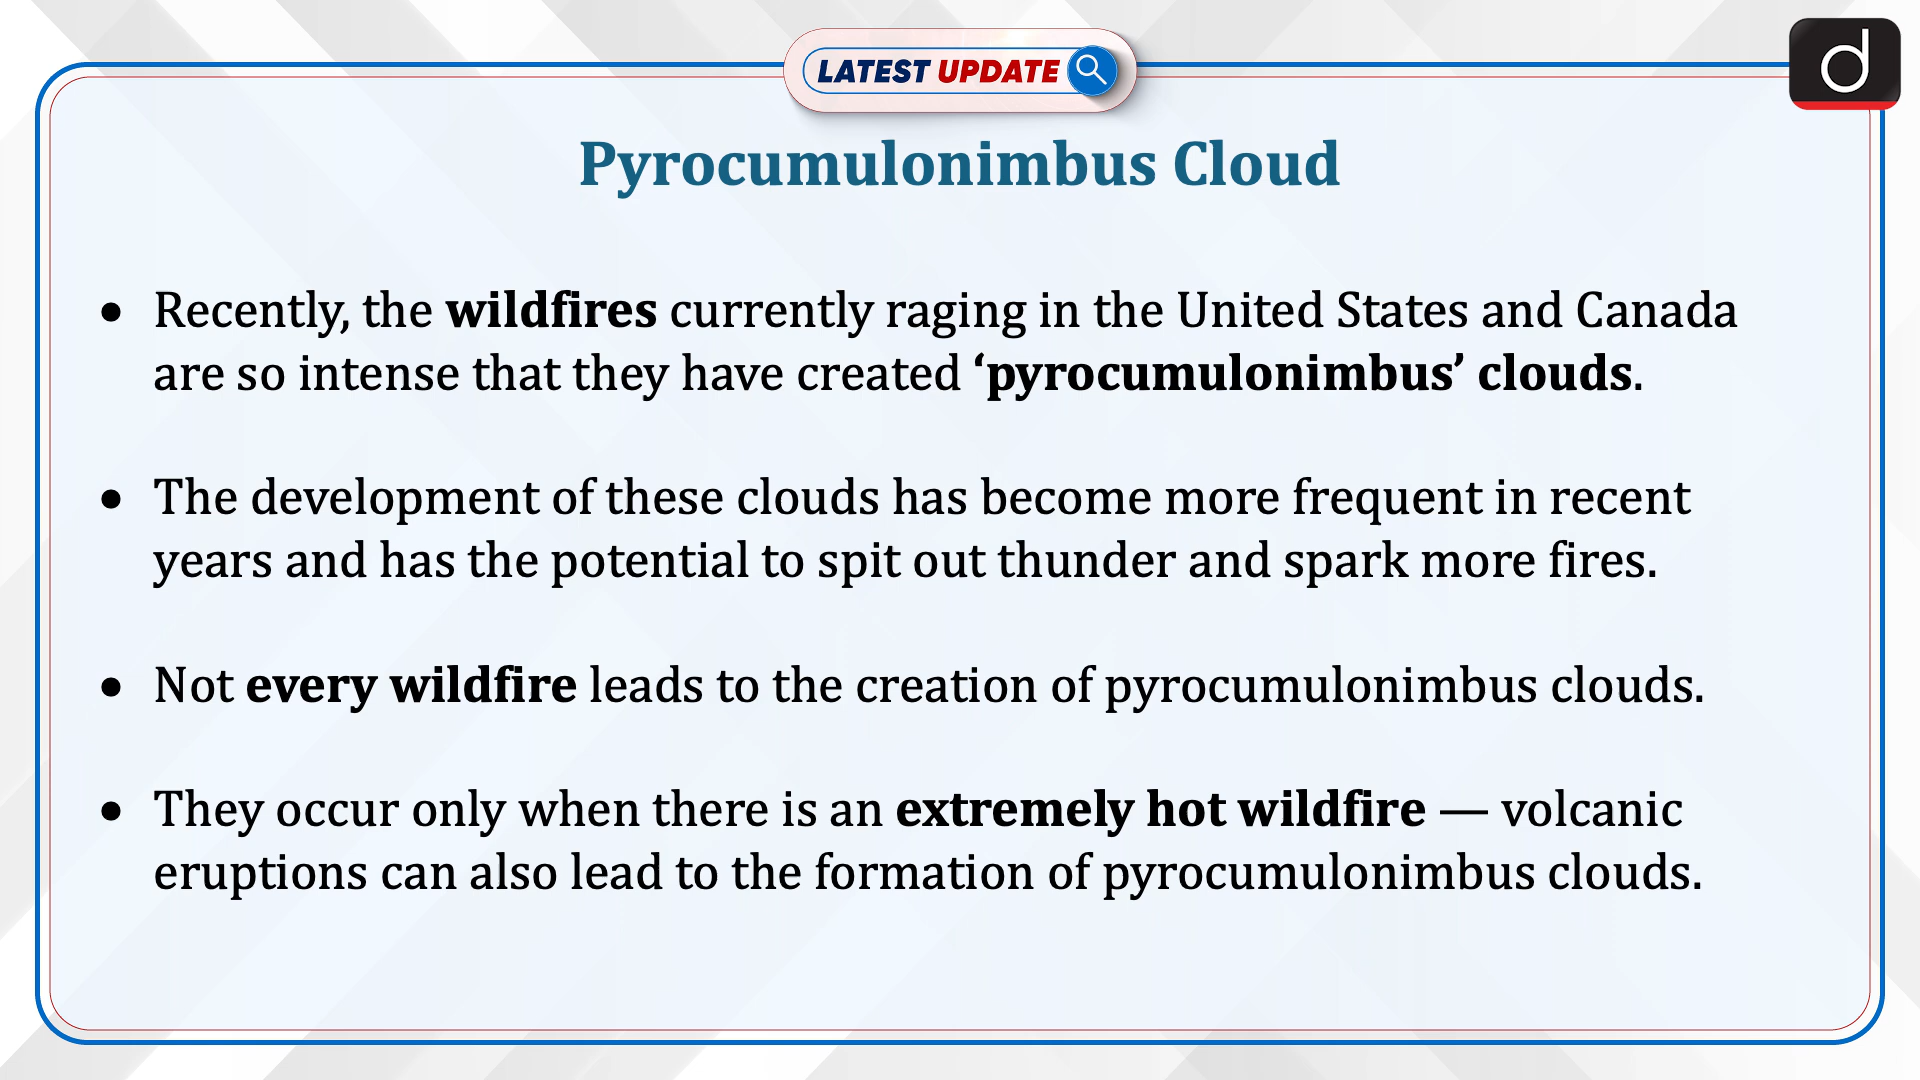 LATEST UPDATE
d
Pyrocumulonimbus Cloud
• Recently, the wildfires currently raging in the United States and Canada
are so intense that they have created ‘pyrocumulonimbus’ clouds.
• The development of these clouds has become more frequent in recent
years and has the potential to spit out thunder and spark more fires.
• Not every wildfire leads to the creation of pyrocumulonimbus clouds.
• They occur only when there is an extremely hot wildfire — volcanic
eruptions can also lead to the formation of pyrocumulonimbus clouds.